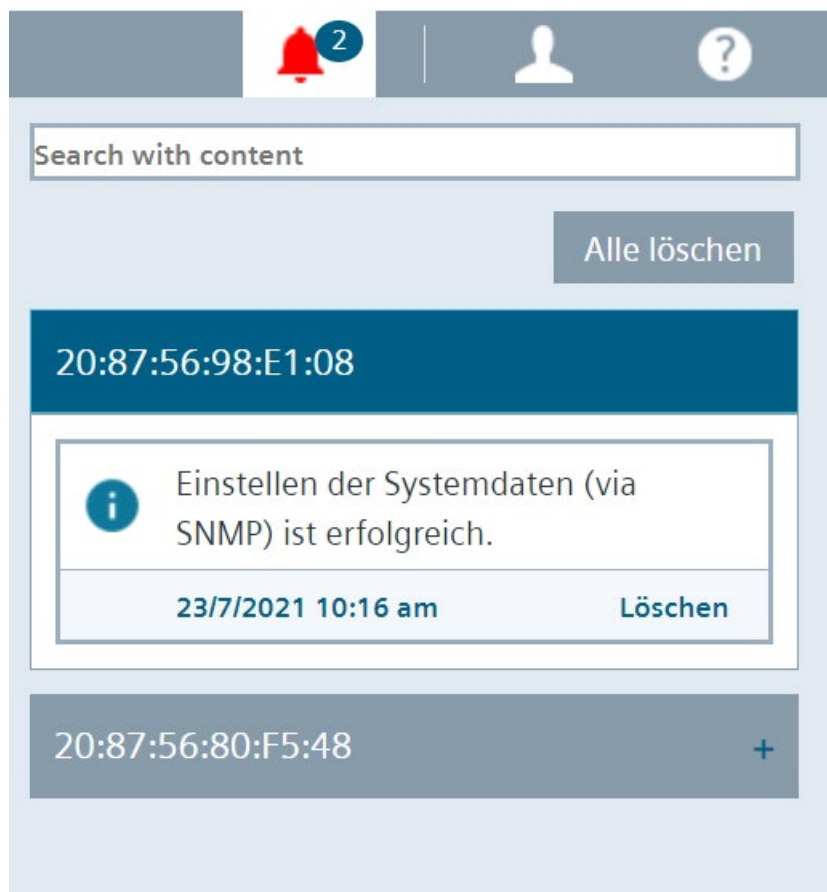 2
?
Search with content
Alle löschen
20:87:56:98:E1:08
i
Einstellen der Systemdaten (via
SNMP) ist erfolgreich.
23/7/2021 10:16 am Löschen
20:87:56:80:F5:48 +